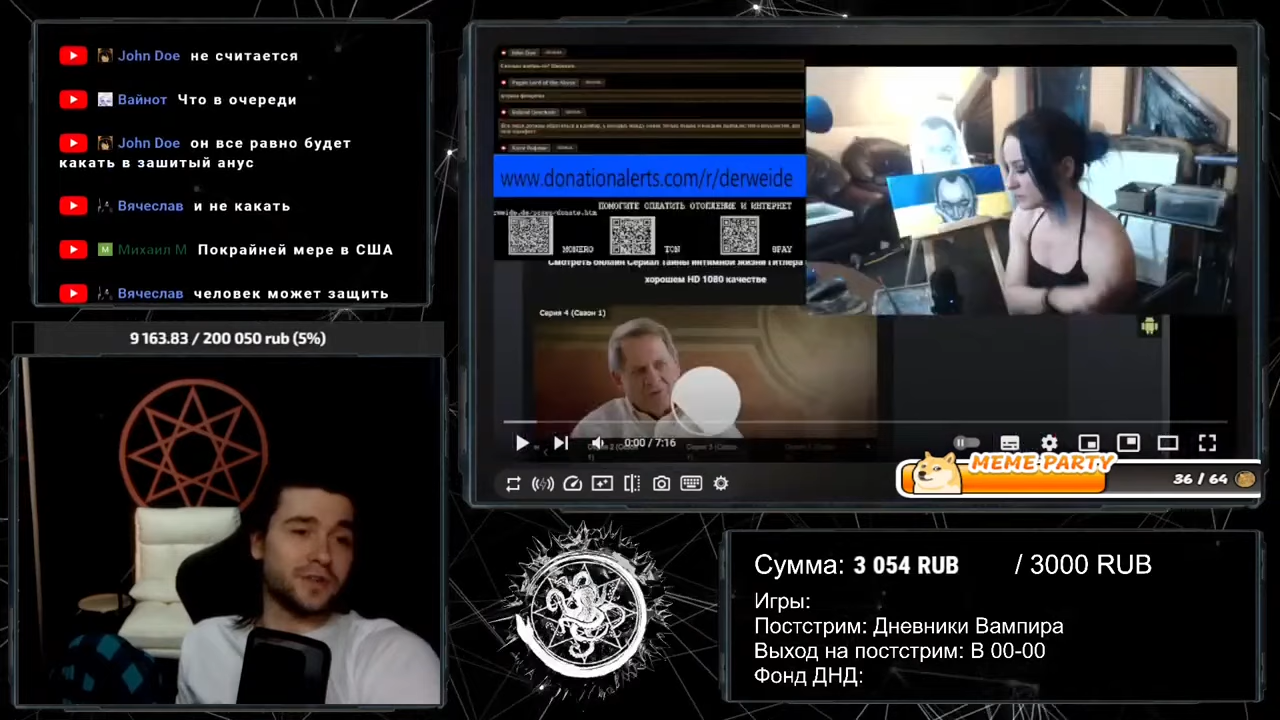 John Doe не считается
Вайнот Что в очереди
John Doe он все равно будет
какать в зашитый анус
Вячеслав и не какать
M Михаил М Покрайней мере в США
Вячеслав человек может защить
9 163.83 / 200 050 rub (5%)
John Doe
www.donationalerts.com/r/derweide
ПОМОГИТЕ ОПЛАТИТЬ ОТОПЛЕНИЕ И ИНТЕРНЕТ
MONERO
TON
Смотреть онлайн Сериал Тайны интимной жизни Гитлера
хорошем HD 1080 качестве
Серия 4 (Сезон 1)
0:00 / 7:16
MEME PARTY
36 / 64
Сумма: 3 054 RUB / 3000 RUB
Игры:
Постстрим: Дневники Вампира
Выход на постстрим: В 00-00
Фонд ДНД: